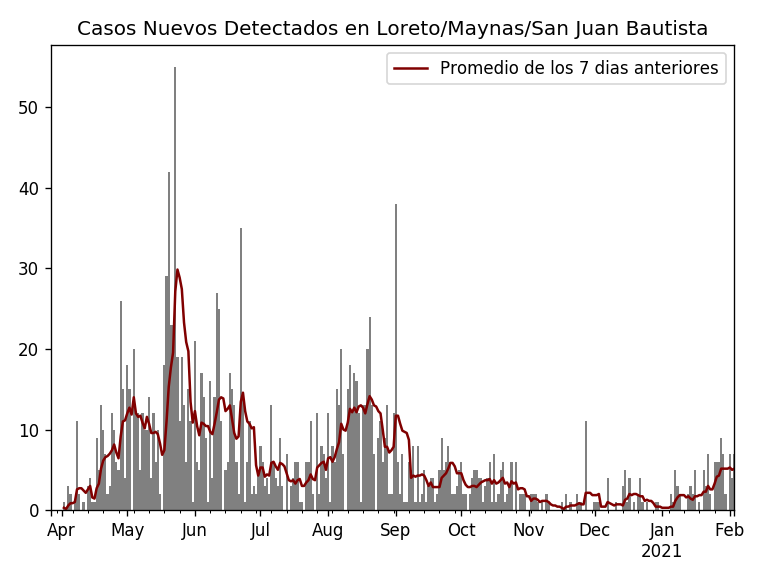 Casos Nuevos Detectados en Loreto/Maynas/San Juan Bautista
Promedio de los 7 dias anteriores
50
40
30
20
10
0
Apr May Jun Jul Aug Sep Oct Nov Dec Jan Feb
2021